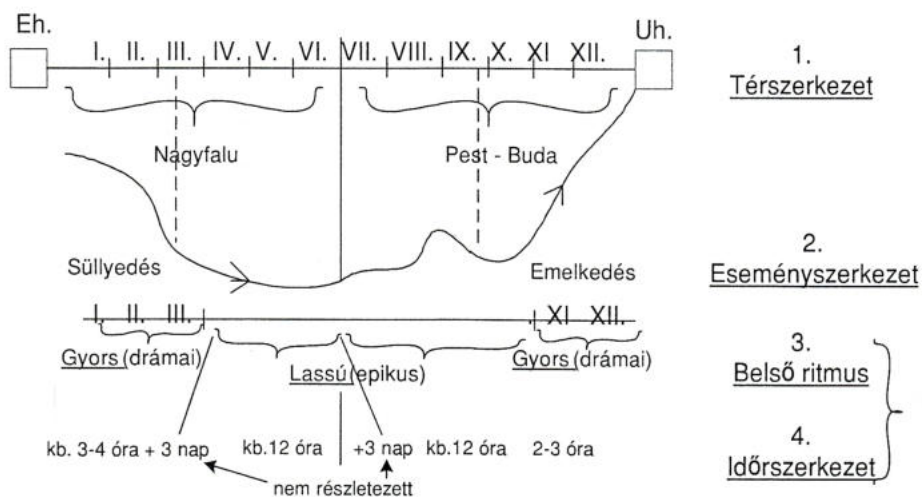 Eh.
Uh.
I. II. III. IV. V. VI. VII. VIII. IX. X. XI XII.
1.
Térszerkezet
Nagyfalu
Pest - Buda
Süllyedés
Emelkedés
2.
Eseményszerkezet
I. II. III.
XI XII.
Gyors (drámai)
Lassú (epikus)
Gyors (drámai)
3.
Belső ritmus
kb. 3-4 óra + 3 nap
kb.12 óra
+3 nap
kb.12 óra
2-3 óra
4.
Időrszerkezet
nem részletezett